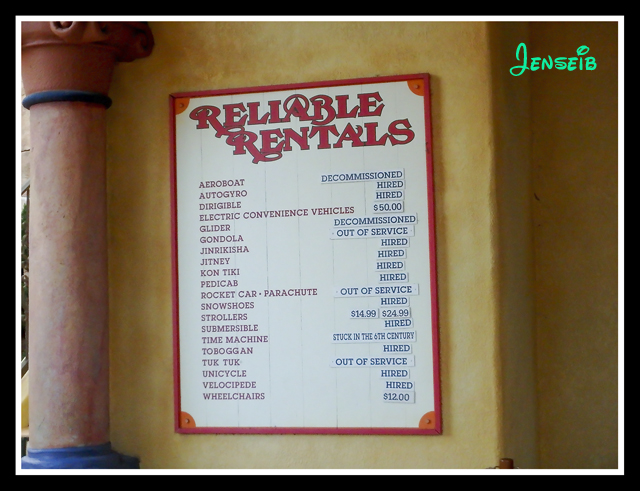 JENSEIB
RELIABLE
RENTALS
AEROBOAT DECOMMISSIONED
AUTOGYRO HIRED
DIRIGIBLE HIRED
ELECTRIC CONVENIENCE VEHICLES $50.00
GLIDER DECOMMISSIONED
GONDOLA OUT OF SERVICE
JINRIKISHA HIRED
JITNEY HIRED
KON TIKI HIRED
PEDICAB HIRED
ROCKET CAR • PARACHUTE OUT OF SERVICE
SNOWSHOES HIRED
STROLLERS $14.99 $24.99
SUBMERSIBLE HIRED
TIME MACHINE STUCK IN THE 6TH CENTURY
TOBOGGAN HIRED
TUK TUK OUT OF SERVICE
UNICYCLE HIRED
VELOCIPEDE HIRED
WHEELCHAIRS $12.00